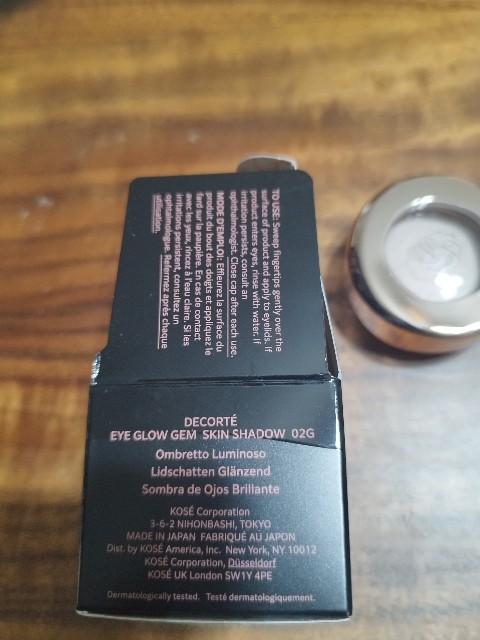 TO USE: Sweep fingertips gently over the
surface of product and apply to eyelids. If
product enters eyes, rinse with water. If
irritation persists, consult an
ophthalmologist. Close cap after each use.
MODE D'EMPLOI: Effleurez la surface du
produit du bout des doigts et appliquez le
fard sur la paupière. En cas de contact
avec les yeux, rincez à l'eau claire. Si les
irritations persistent, consultez un
ophtalmologue. Refermez après chaque
utilisation.
DECORTÉ
EYE GLOW GEM SKIN SHADOW 02G
Ombretto Luminoso
Lidschatten Glänzend
Sombra de Ojos Brillante
KOSÉ Corporation
3-6-2 NIHONBASHI, TOKYO
MADE IN JAPAN FABRIQUÉ AU JAPON
Dist. by KOSÉ America, Inc. New York, NY 10012
KOSÉ Corporation, Düsseldorf
KOSÉ UK London SW1Y 4PE
Dermatologically tested. Testé dermatologiquement.